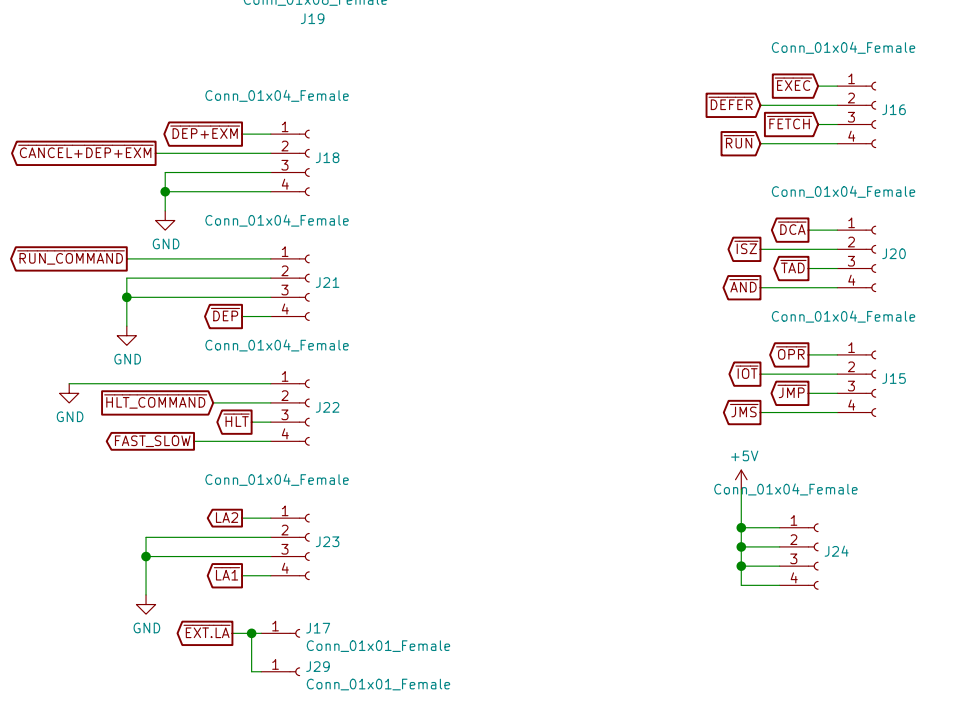 Conn_01x06_Female
J19
Conn_01x04_Female
DEP+EXM 1
CANCEL+DEP+EXM 2
J18
3
4
GND
Conn_01x04_Female
RUN_COMMAND 1
2
J21
3
DEP 4
GND
Conn_01x04_Female
1
GND
HLT_COMMAND 2
J22
HLT 3
FAST_SLOW 4
Conn_01x04_Female
LA2 1
2
J23
3
LA1 4
GND
EXT.LA 1 J17
Conn_01x01_Female
1 J29
Conn_01x01_Female
Conn_01x04_Female
EXEC 1
DEFER 2
J16
FETCH 3
RUN 4
Conn_01x04_Female
DCA 1
ISZ 2
J20
TAD 3
AND 4
Conn_01x04_Female
OPR 1
IOT 2
J15
JMP 3
JMS 4
+5V
Conn_01x04_Female
1
2
J24
3
4